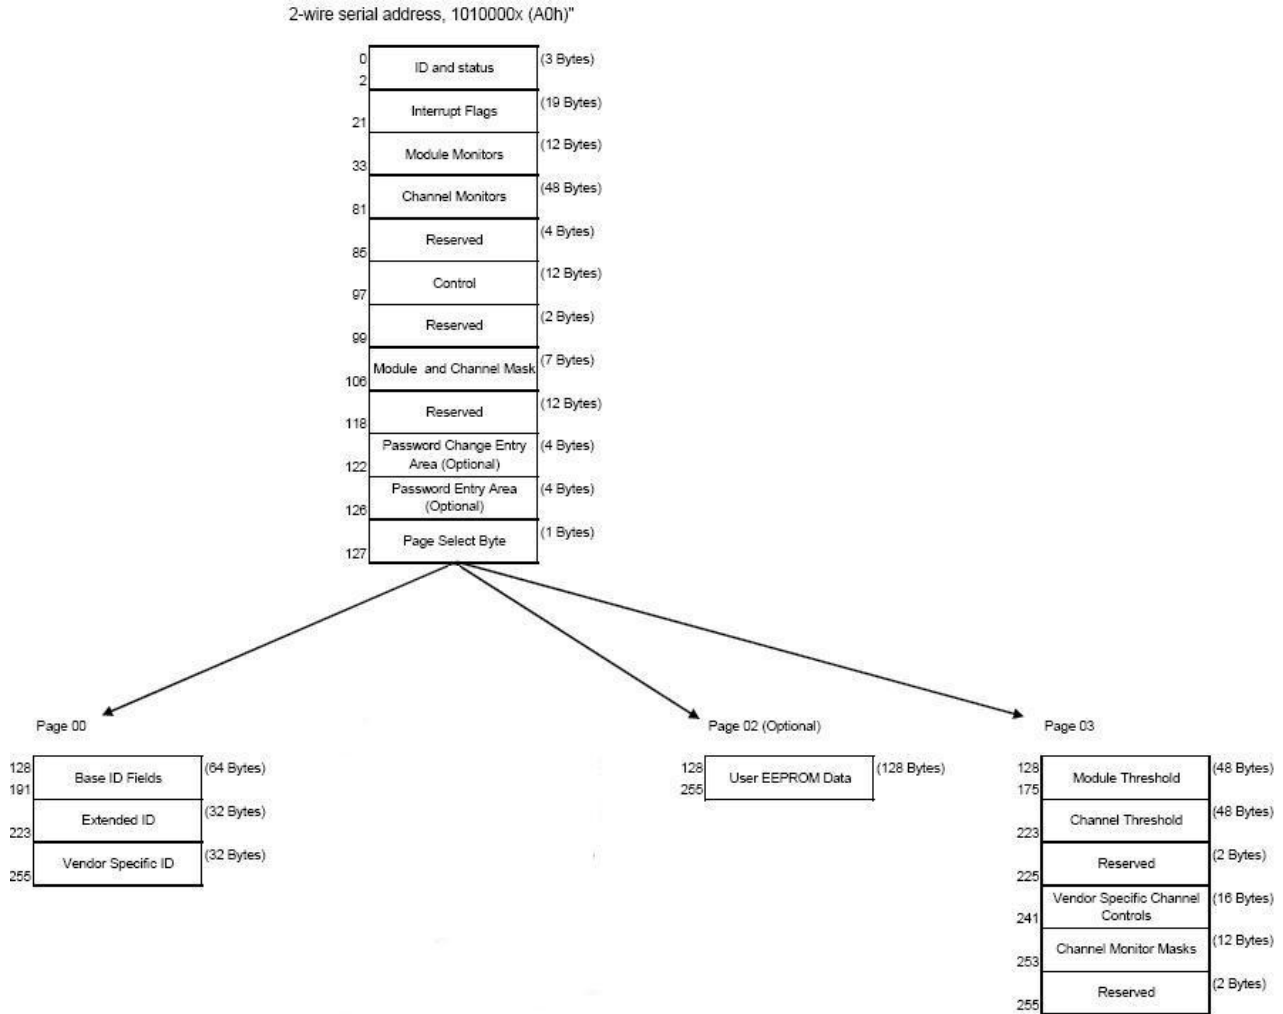 2-wire serial address, 1010000x (A0h)"
0
ID and status
(3 Bytes)
2
Interrupt Flags
(19 Bytes)
21
Module Monitors
(12 Bytes)
33
Channel Monitors
(48 Bytes)
81
Reserved
(4 Bytes)
85
Control
(12 Bytes)
97
Reserved
(2 Bytes)
99
Module and Channel Mask
(7 Bytes)
106
Reserved
(12 Bytes)
118
Password Change Entry
Area (Optional)
(4 Bytes)
122
Password Entry Area
(Optional)
(4 Bytes)
126
Page Select Byte
(1 Bytes)
127
Page 00
128
Base ID Fields
(64 Bytes)
191
Extended ID
(32 Bytes)
223
Vendor Specific ID
(32 Bytes)
255
Page 02 (Optional)
128
User EEPROM Data
(128 Bytes)
255
Page 03
128
Module Threshold
(48 Bytes)
175
Channel Threshold
(48 Bytes)
223
Reserved
(2 Bytes)
225
Vendor Specific Channel
Controls
(16 Bytes)
241
Channel Monitor Masks
(12 Bytes)
253
Reserved
(2 Bytes)
255